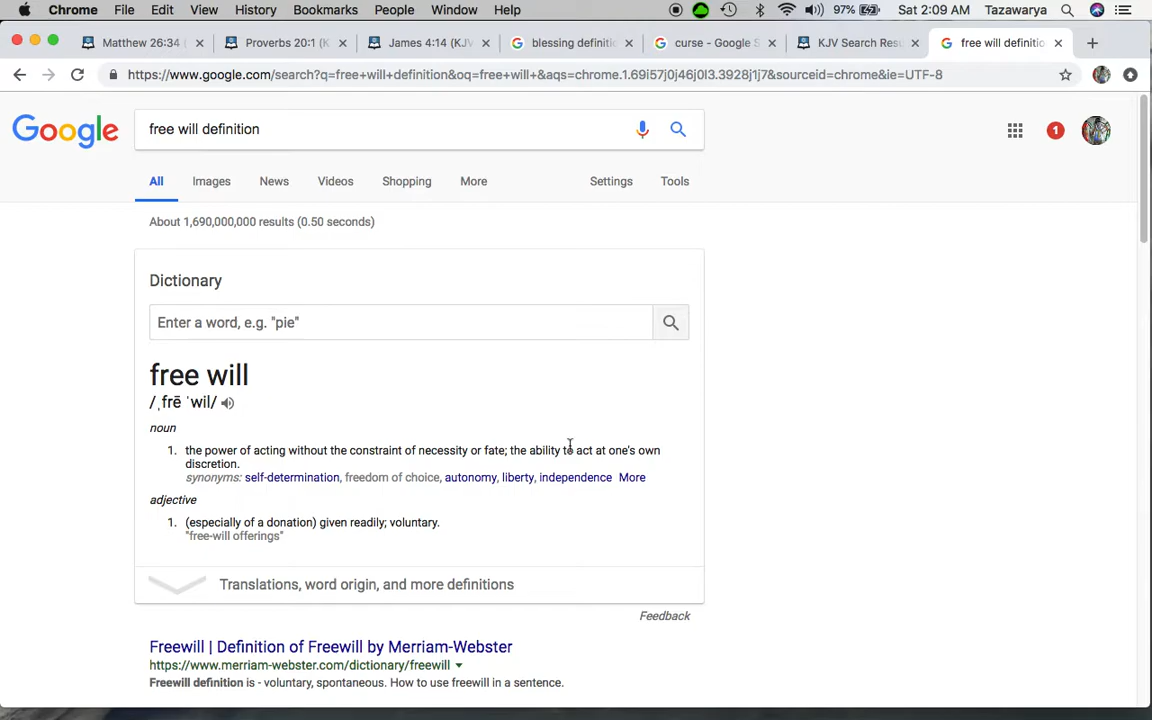 Chrome File Edit View History Bookmarks People Window Help 97% Sat 2:09 AM Tazawarya
Matthew 26:34 ( Proverbs 20:1 (K James 4:14 (KJV blessing definiti curse - Google S KJV Search Resu free will definitio
https://www.google.com/search?q=free+will+definition&oq=free+will+&aqs=chrome.1.69i57j0j46j0l3.3928j1j7&sourceid=chrome&ie=UTF-8
Google free will definition 1
All Images News Videos Shopping More Settings Tools
About 1,690,000,000 results (0.50 seconds)
Dictionary
Enter a word, e.g. "pie"
free will
/ˌfrē ˈwil/
noun
1. the power of acting without the constraint of necessity or fate; the ability to act at one's own
discretion.
synonyms: self-determination, freedom of choice, autonomy, liberty, independence More
adjective
1. (especially of a donation) given readily; voluntary.
"free-will offerings"
Translations, word origin, and more definitions
Feedback
Freewill | Definition of Freewill by Merriam-Webster
https://www.merriam-webster.com/dictionary/freewill
Freewill definition is - voluntary, spontaneous. How to use freewill in a sentence.